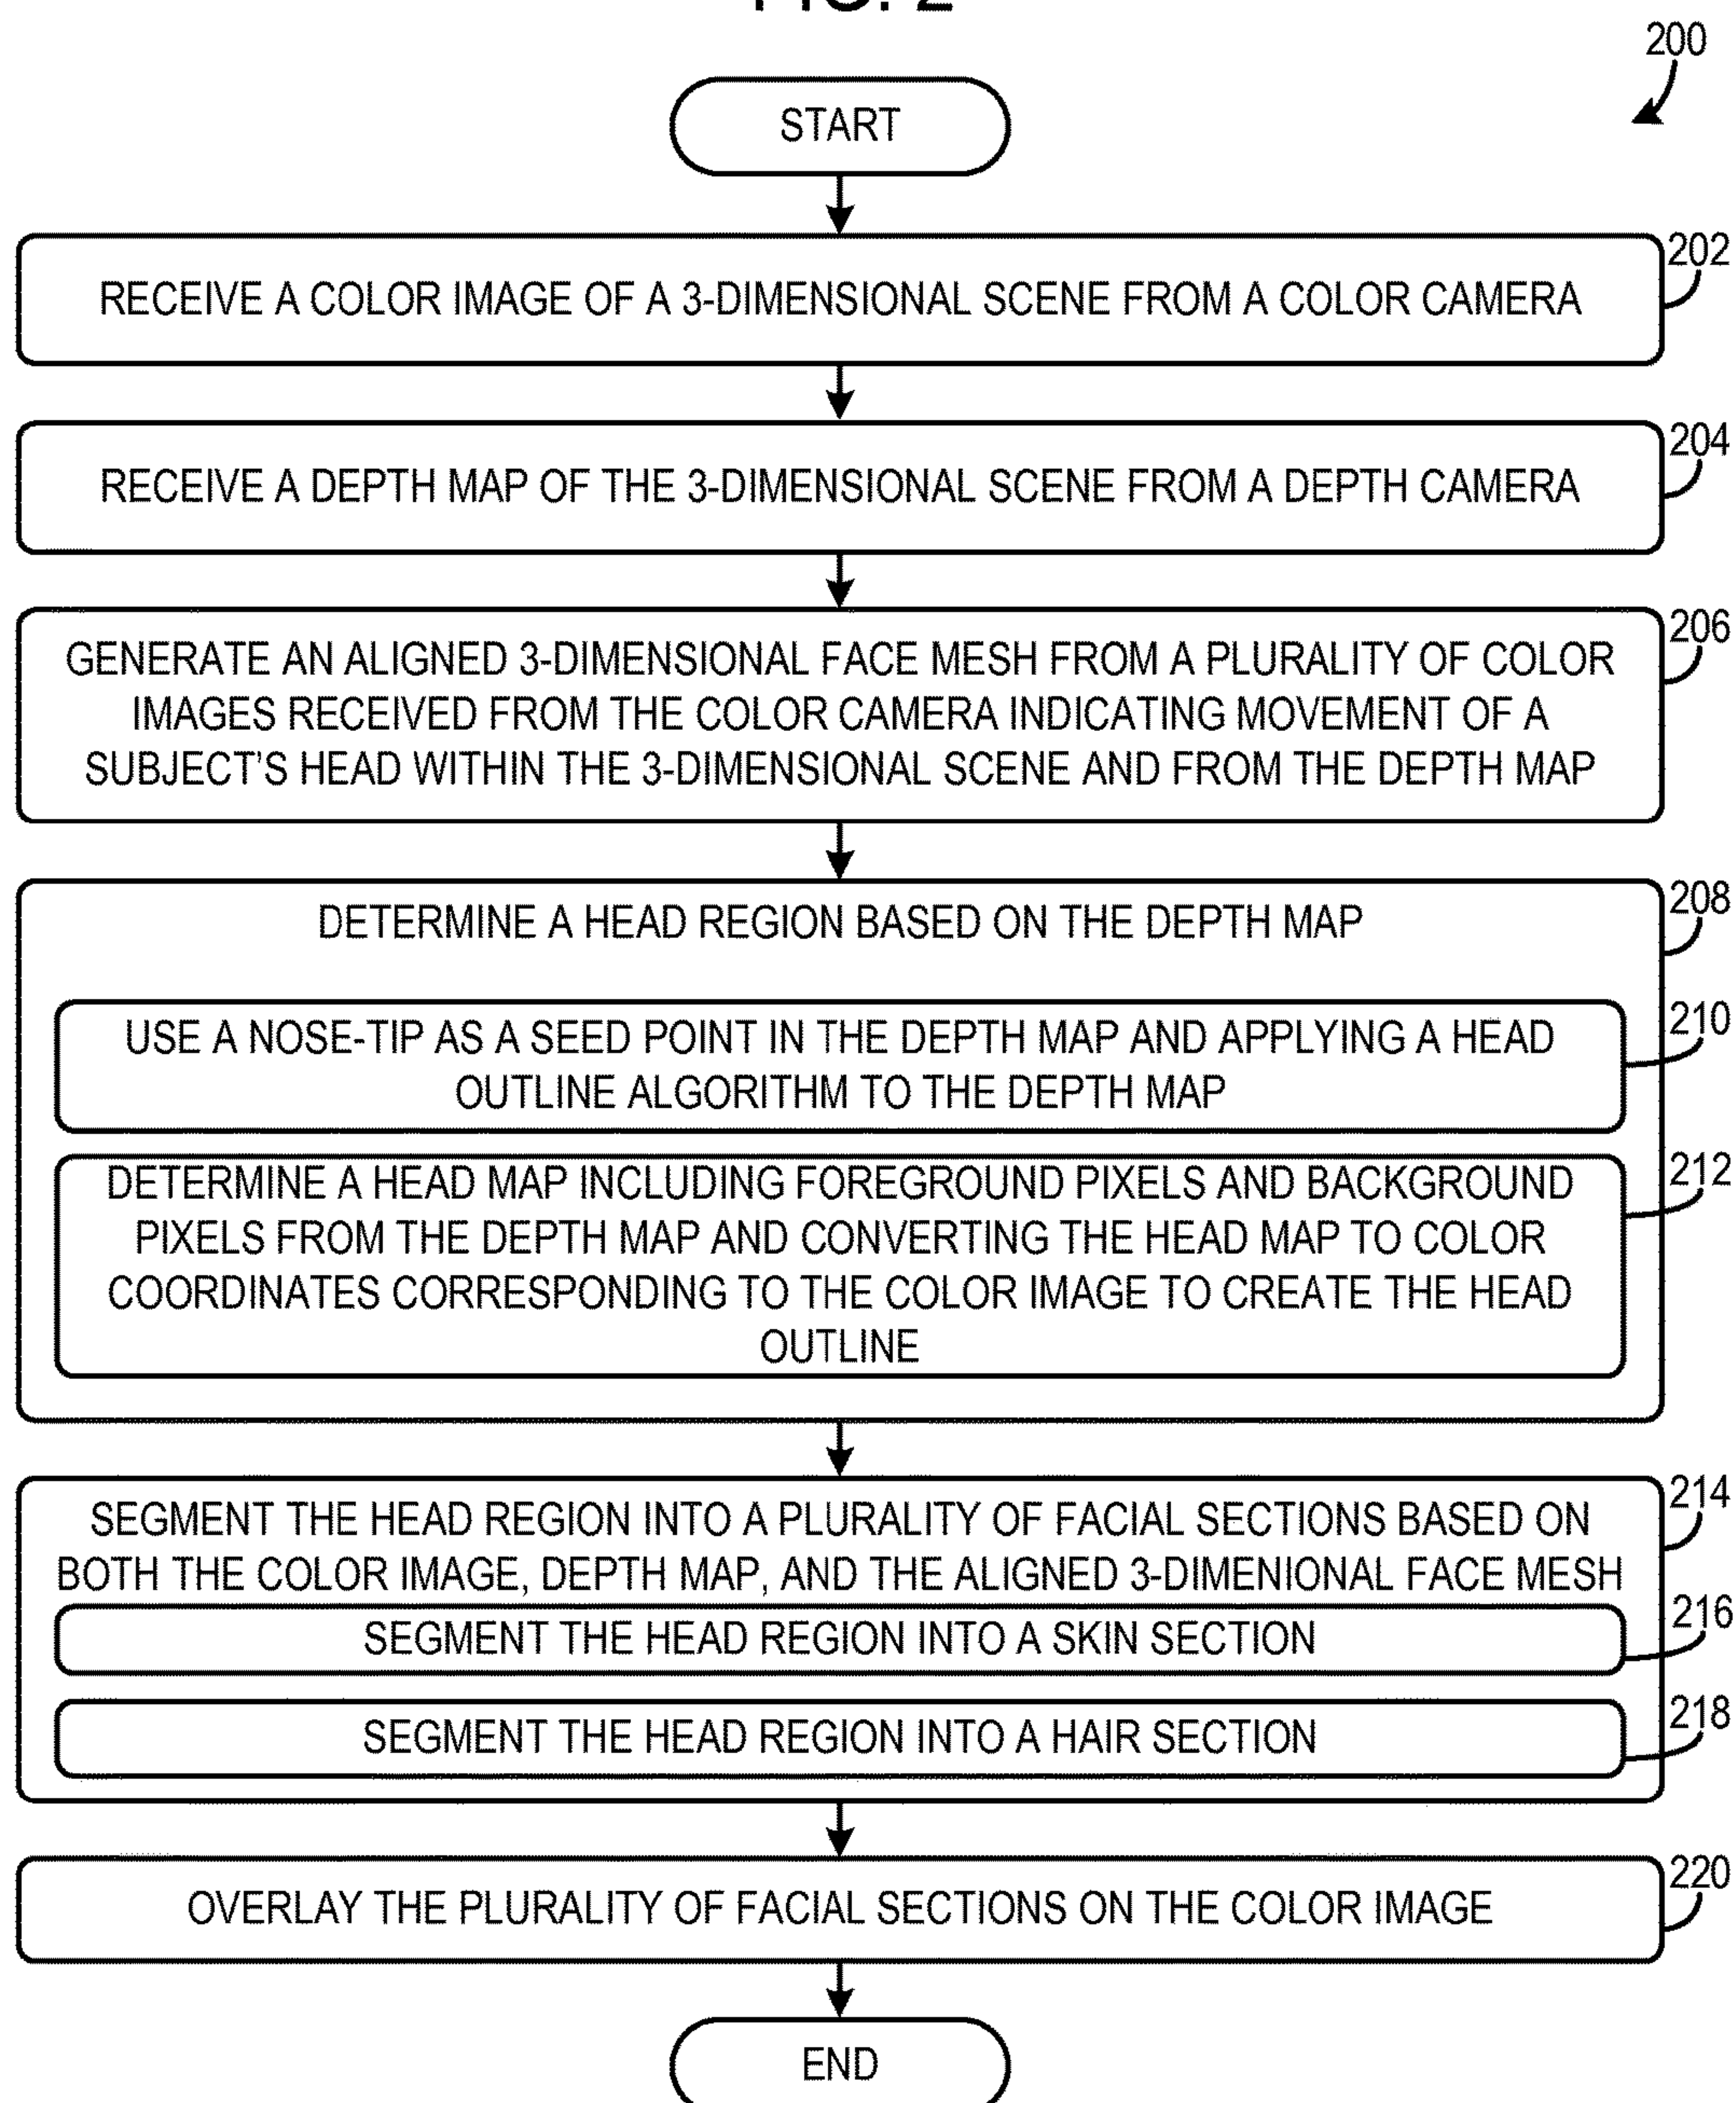 FIG. 2
200
START
202
RECEIVE A COLOR IMAGE OF A 3-DIMENSIONAL SCENE FROM A COLOR CAMERA
204
RECEIVE A DEPTH MAP OF THE 3-DIMENSIONAL SCENE FROM A DEPTH CAMERA
206
GENERATE AN ALIGNED 3-DIMENSIONAL FACE MESH FROM A PLURALITY OF COLOR
IMAGES RECEIVED FROM THE COLOR CAMERA INDICATING MOVEMENT OF A
SUBJECT'S HEAD WITHIN THE 3-DIMENSIONAL SCENE AND FROM THE DEPTH MAP
208
DETERMINE A HEAD REGION BASED ON THE DEPTH MAP
210
USE A NOSE-TIP AS A SEED POINT IN THE DEPTH MAP AND APPLYING A HEAD
OUTLINE ALGORITHM TO THE DEPTH MAP
212
DETERMINE A HEAD MAP INCLUDING FOREGROUND PIXELS AND BACKGROUND
PIXELS FROM THE DEPTH MAP AND CONVERTING THE HEAD MAP TO COLOR
COORDINATES CORRESPONDING TO THE COLOR IMAGE TO CREATE THE HEAD
OUTLINE
214
SEGMENT THE HEAD REGION INTO A PLURALITY OF FACIAL SECTIONS BASED ON
BOTH THE COLOR IMAGE, DEPTH MAP, AND THE ALIGNED 3-DIMENIONAL FACE MESH
216
SEGMENT THE HEAD REGION INTO A SKIN SECTION
218
SEGMENT THE HEAD REGION INTO A HAIR SECTION
220
OVERLAY THE PLURALITY OF FACIAL SECTIONS ON THE COLOR IMAGE
END